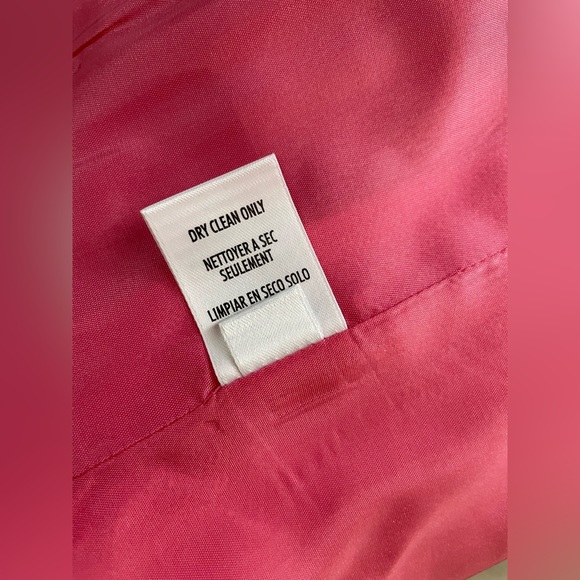 DRY CLEAN ONLY
NETTOYER A SEC
SEULEMENT
LIMPIAR EN SECO SOLO